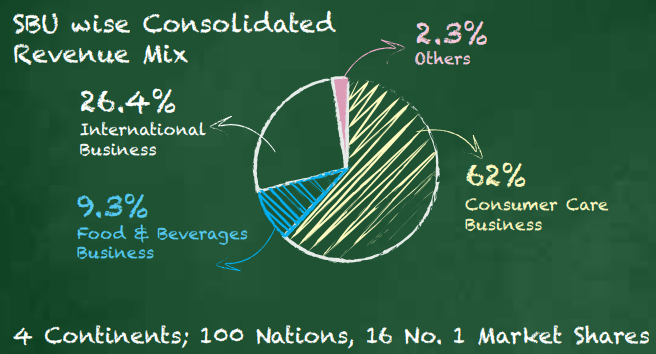 SBU wise Consolidated
Revenue Mix
2.3%
Others
26.4%
International
Business
62%
Consumer Care
Business
9.3%
Food & Beverages
Business
4 Continents; 100 Nations, 16 No. 1 Market Shares